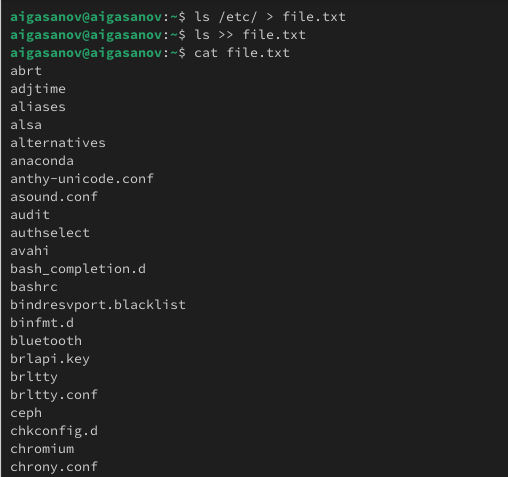 aigasanov@aigasanov:~$ ls /etc/ > file.txt
aigasanov@aigasanov:~$ ls >> file.txt
aigasanov@aigasanov:~$ cat file.txt
abrt
adjtime
aliases
alsa
alternatives
anaconda
anthy-unicode.conf
asound.conf
audit
authselect
avahi
bash_completion.d
bashrc
bindresvport.blacklist
binfmt.d
bluetooth
brlapi.key
brltty
brltty.conf
ceph
chkconfig.d
chromium
chrony.conf